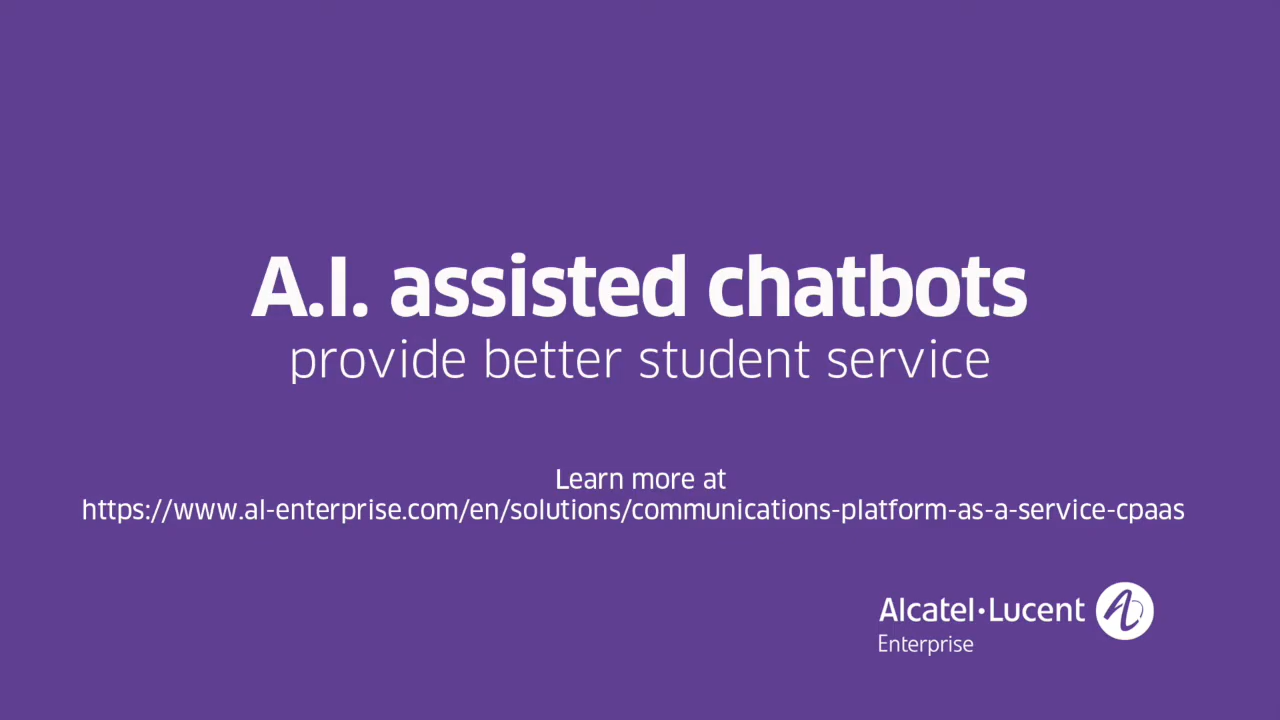 A.I. assisted chatbots
provide better student service
Learn more at
https://www.al-enterprise.com/en/solutions/communications-platform-as-a-service-cpaas
Alcatel·Lucent
Enterprise